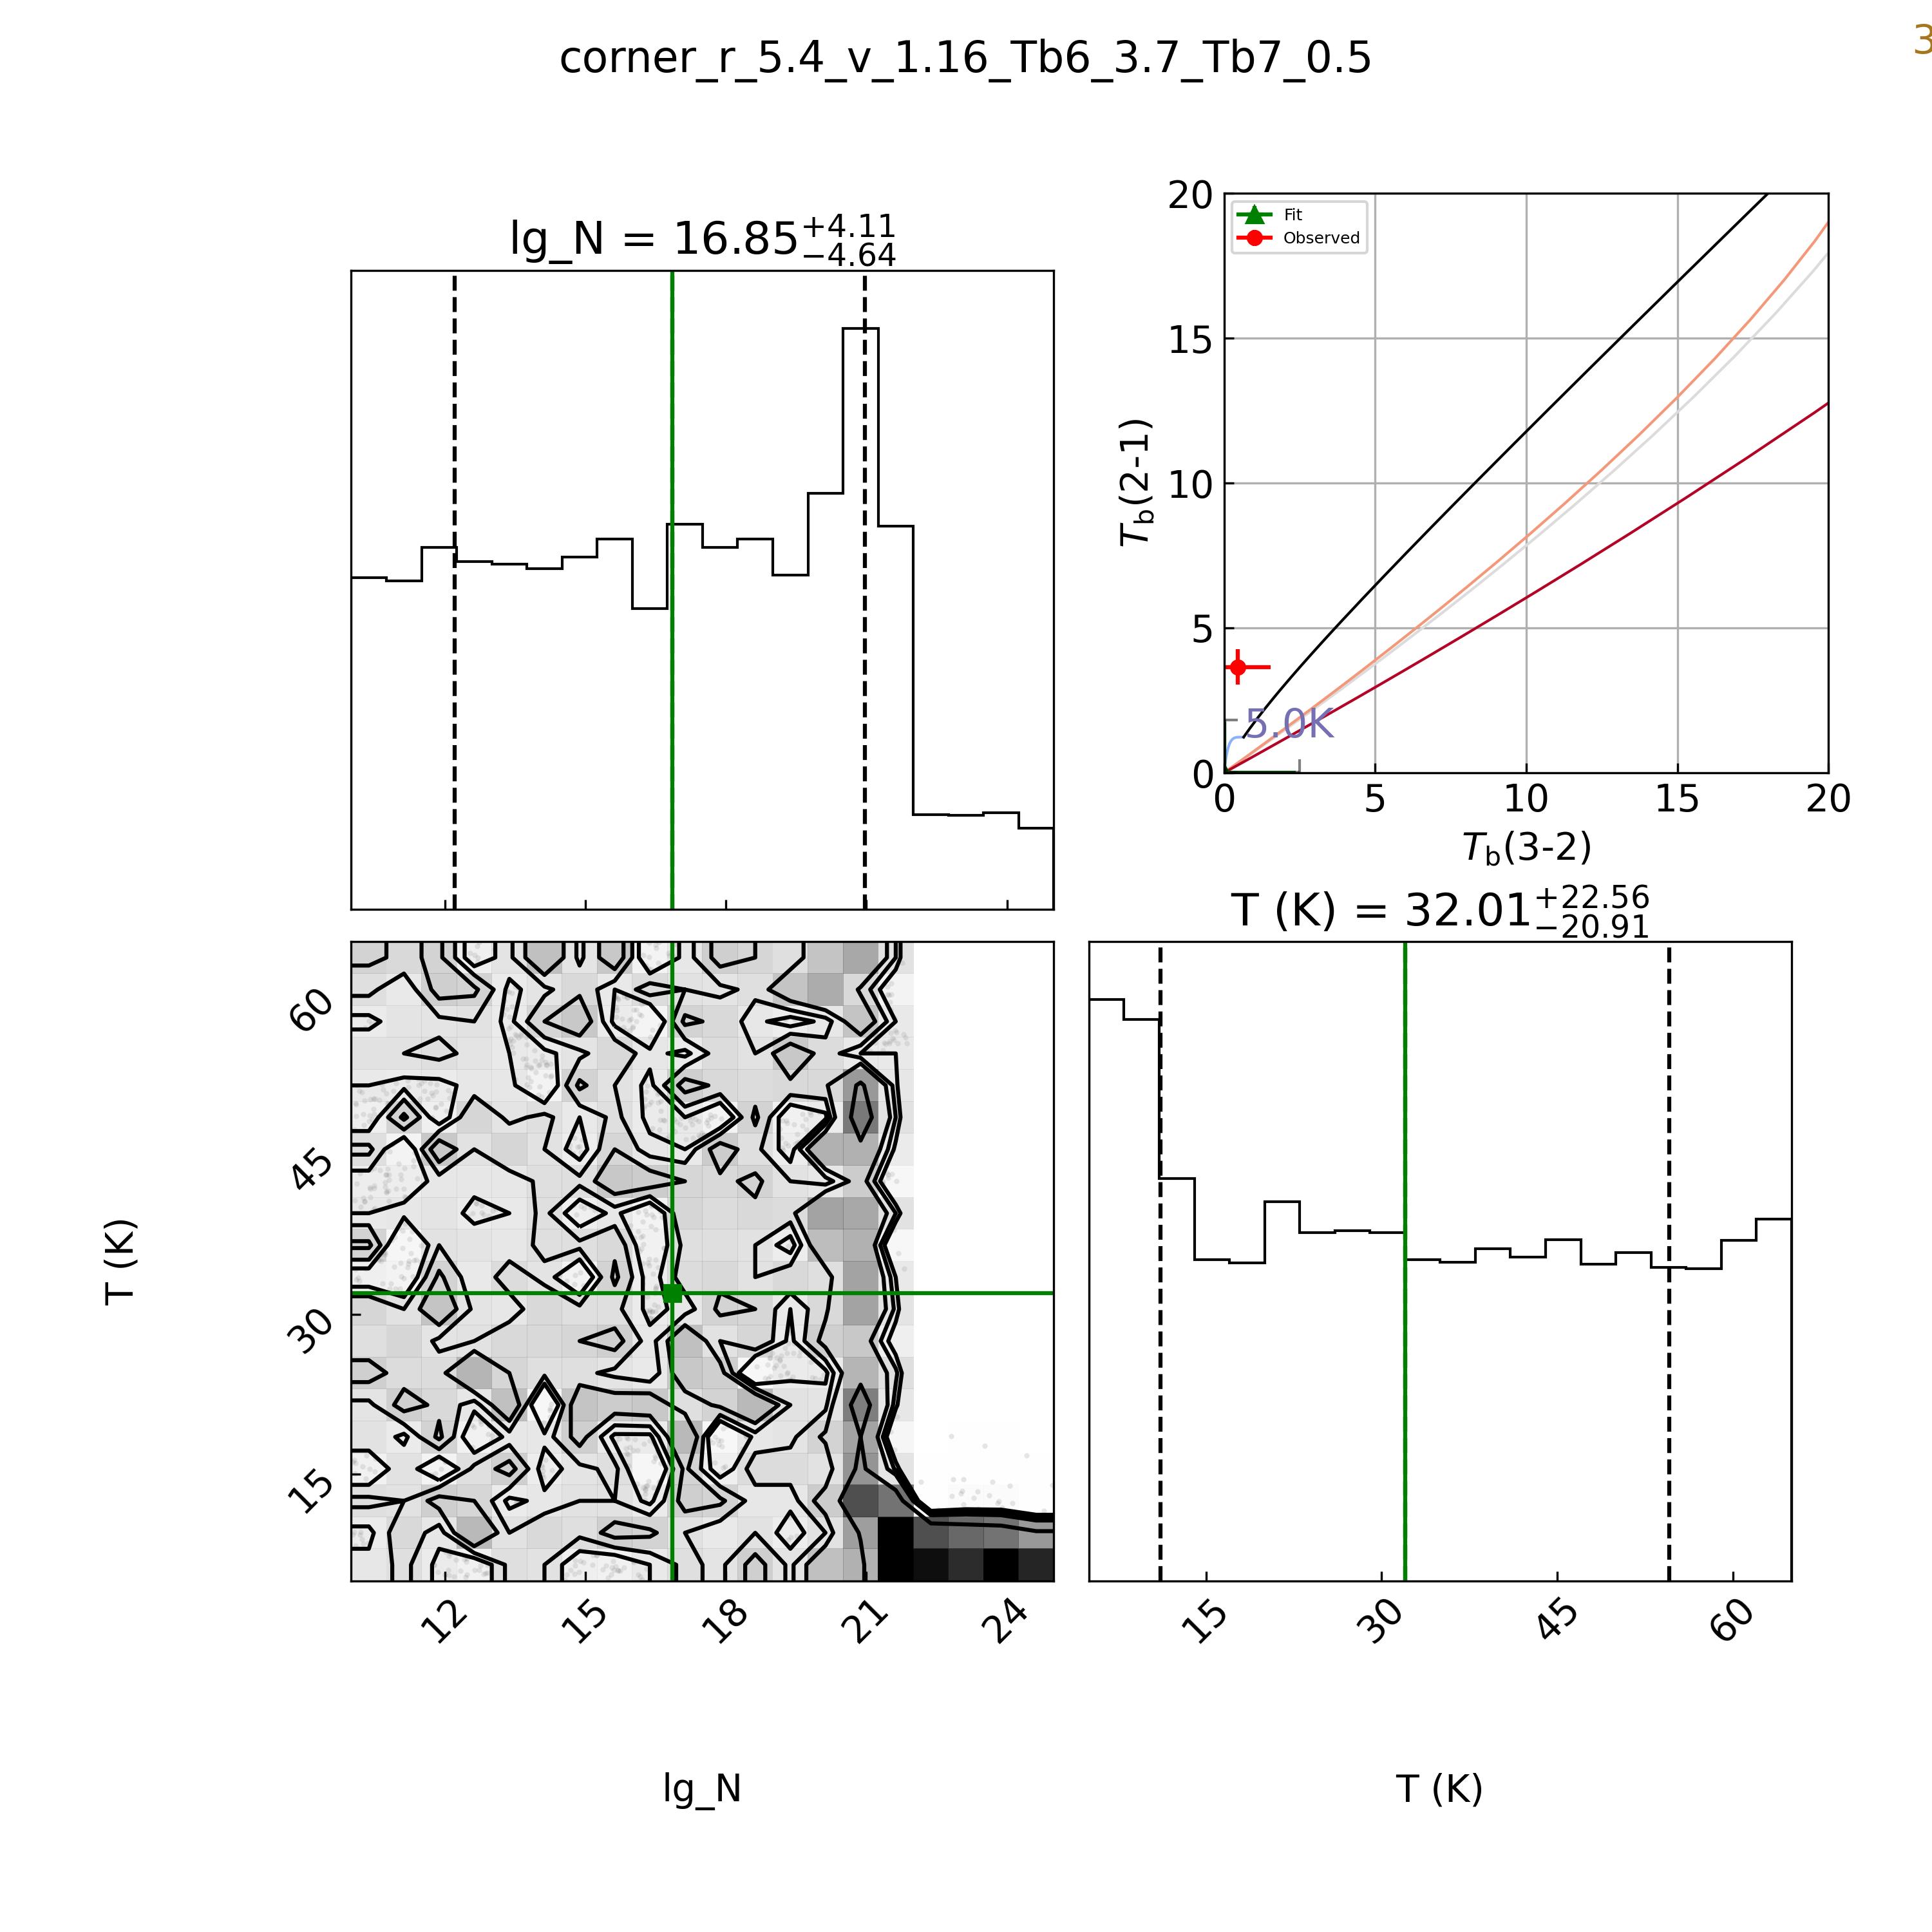 corner_r_5.4_v_1.16_Tb6_3.7_Tb7_0.5
3
lg_N = 16.85+4.11−4.64
20
15
10
5
0
Tb(2-1)
Fit
Observed
5.0K
0 5 10 15 20
Tb(3-2)
T (K) = 32.01+22.56−20.91
60
45
30
15
T (K)
12 15 18 21 24
lg_N
15 30 45 60
T (K)